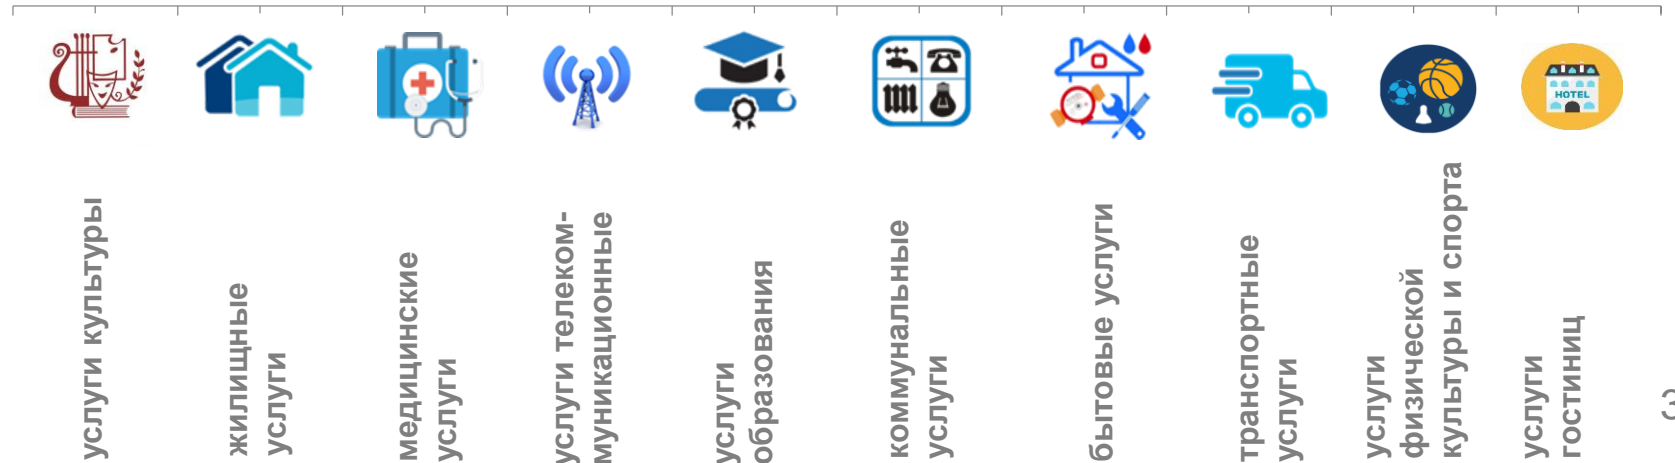 HOTEL
услуги культуры
жилищные
услуги
медицинские
услуги
услуги телеком-
муникационные
услуги
образования
коммунальные
услуги
бытовые услуги
транспортные
услуги
услуги
физической
культуры и спорта
услуги
гостиниц